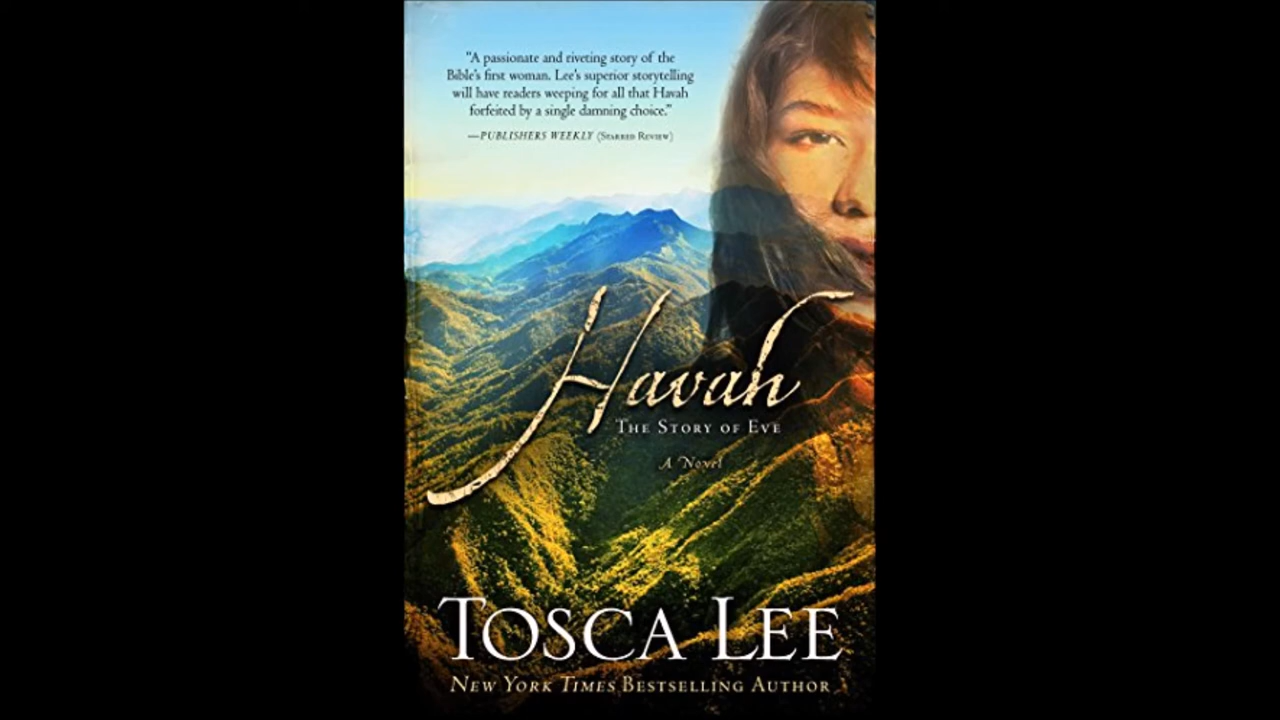 “A passionate and riveting story of the
Bible’s first woman. Lee’s superior storytelling
will have readers weeping for all that Havah
forfeited by a single damning choice.”
—PUBLISHERS WEEKLY (STARRED REVIEW)
Havah
THE STORY OF EVE
A Novel
TOSCA LEE
NEW YORK TIMES BESTSELLING AUTHOR